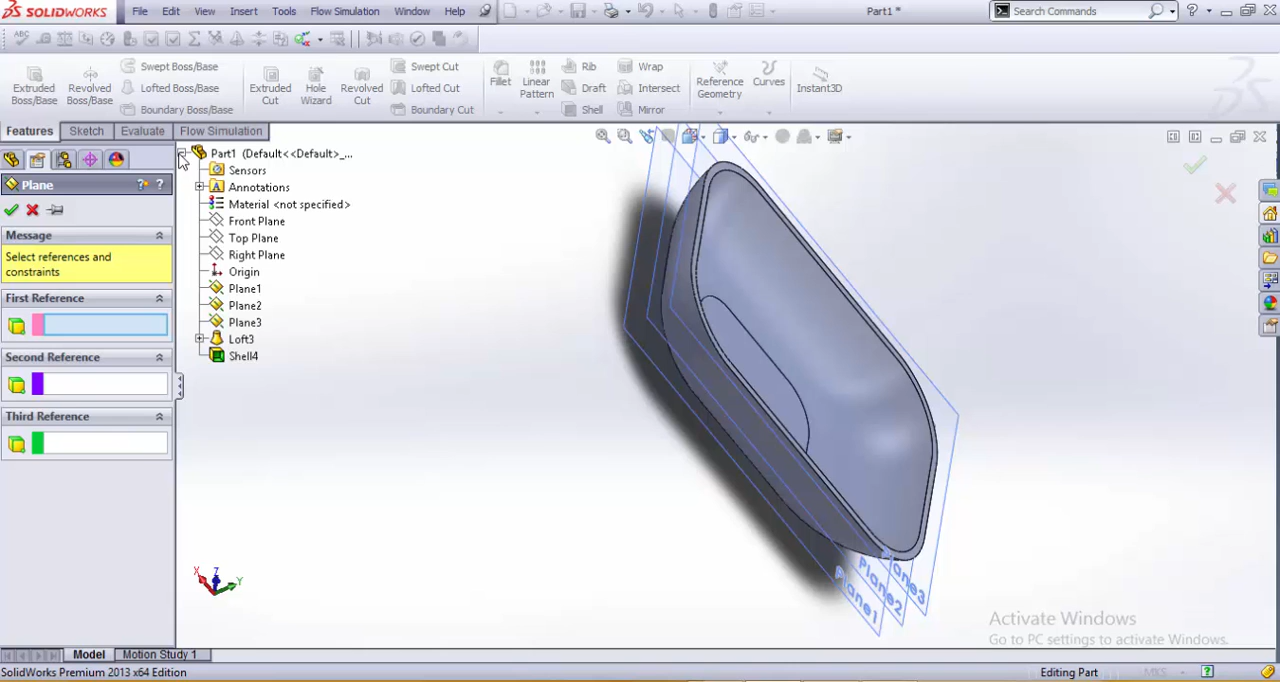 SOLIDWORKS File Edit View Insert Tools Flow Simulation Window Help Part1 * Search Commands
Extruded Boss/Base
Revolved Boss/Base
Swept Boss/Base
Lofted Boss/Base
Boundary Boss/Base
Extruded Cut
Hole Wizard
Revolved Cut
Swept Cut
Lofted Cut
Boundary Cut
Fillet
Linear Pattern
Rib
Draft
Shell
Wrap
Intersect
Mirror
Reference Geometry
Curves
Instant3D
Features Sketch Evaluate Flow Simulation
Plane
Message
Select references and
constraints
First Reference
Second Reference
Third Reference
Part1 (Default<<Default>_...
Sensors
Annotations
Material <not specified>
Front Plane
Top Plane
Right Plane
Origin
Plane1
Plane2
Plane3
Loft3
Shell4
Plane1
Plane2
Plane3
X Z Y
Activate Windows
Go to PC settings to activate Windows.
Model Motion Study 1
SolidWorks Premium 2013 x64 Edition Editing Part MKS